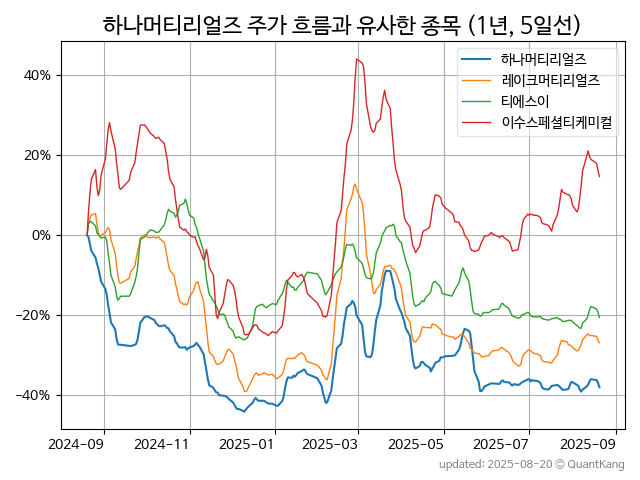 하나머티리얼즈 주가 흐름과 유사한 종목 (1년, 5일선)
하나머티리얼즈
레이크머티리얼즈
티에스이
이수스페셜티케미컬
40%
20%
0%
−20%
−40%
2024-09 2024-11 2025-01 2025-03 2025-05 2025-07 2025-09
updated: 2025-08-20 © QuantKang